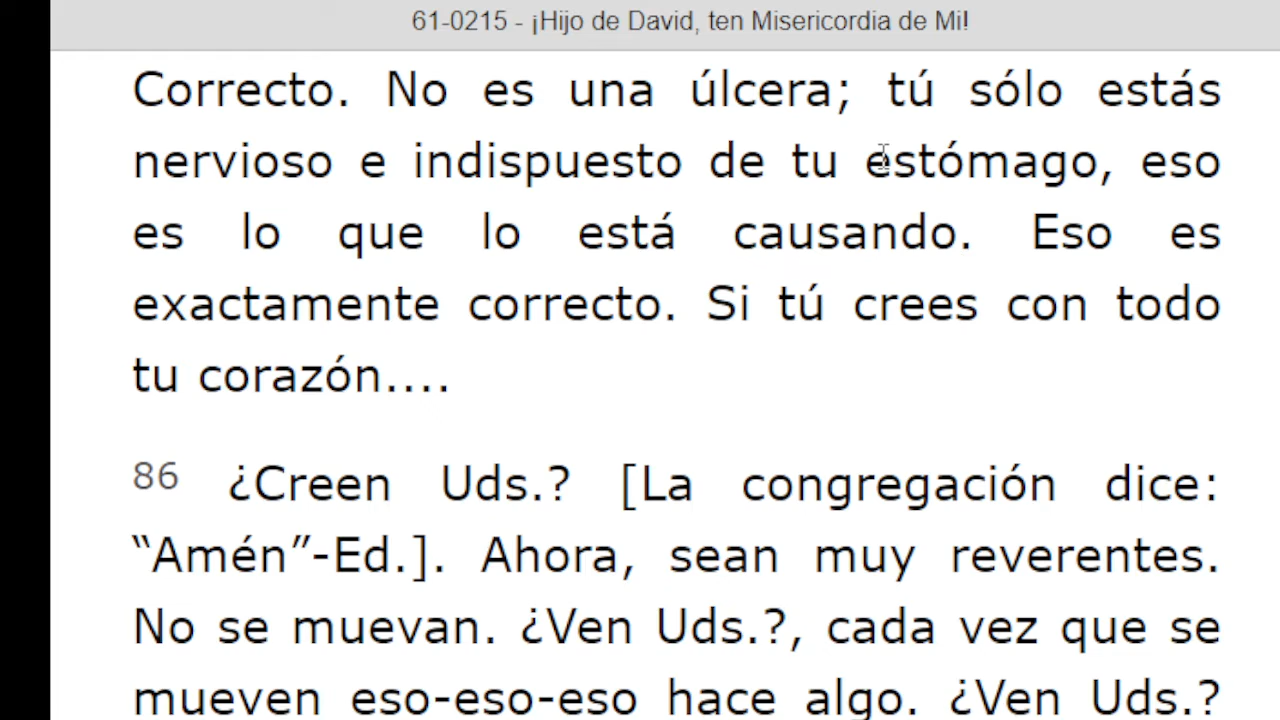 61-0215 - ¡Hijo de David, ten Misericordia de Mi!
Correcto. No es una úlcera; tú sólo estás
nervioso e indispuesto de tu estómago, eso
es lo que lo está causando. Eso es
exactamente correcto. Si tú crees con todo
tu corazón....
86 ¿Creen Uds.? [La congregación dice:
“Amén”-Ed.]. Ahora, sean muy reverentes.
No se muevan. ¿Ven Uds.?, cada vez que se
mueven eso-eso-eso hace algo. ¿Ven Uds.?